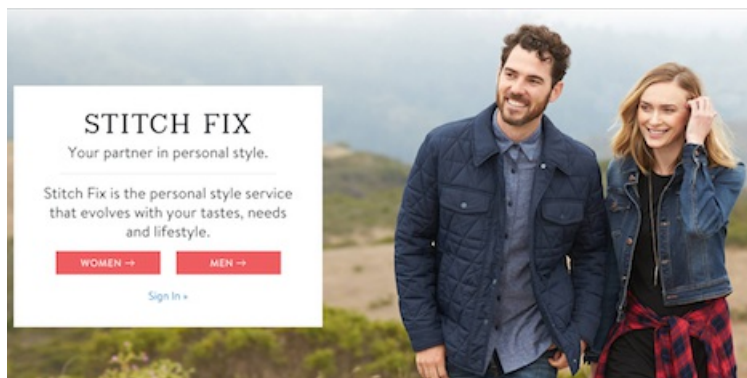 STITCH FIX
Your partner in personal style.
Stitch Fix is the personal style service
that evolves with your tastes, needs
and lifestyle.
WOMEN →
MEN →
Sign In »